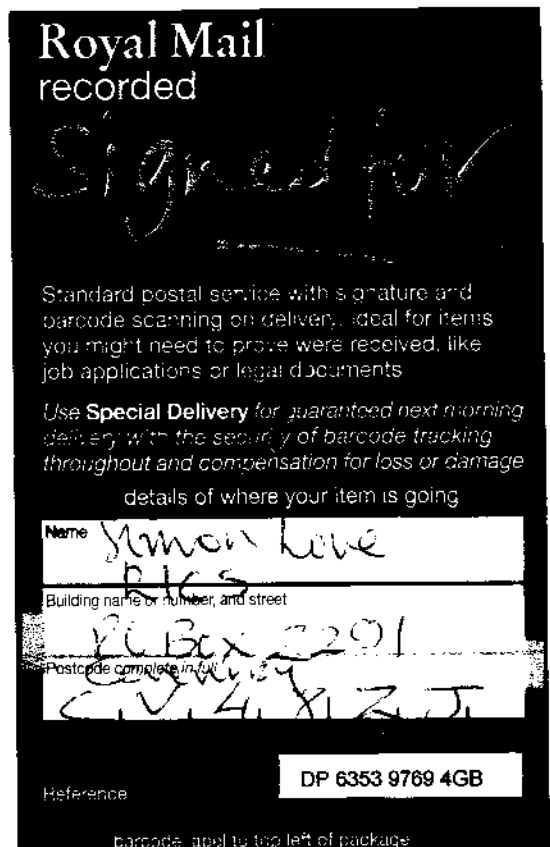 Royal Mail
recorded
Signed for
Standard postal service with signature and
barcode scanning on delivery. Ideal for items
you might need to prove were received, like
job applications or legal documents
Use Special Delivery for guaranteed next morning
delivery with the security of barcode tracking
throughout and compensation for loss or damage
details of where your item is going
Name Simon Love
RICS
Building name or number, and street
PO Box 2291
Postcode complete in full
Coventry
C.V.4. 8.Z.J.
DP 6353 9769 4GB
Reference
barcode label to top left of package